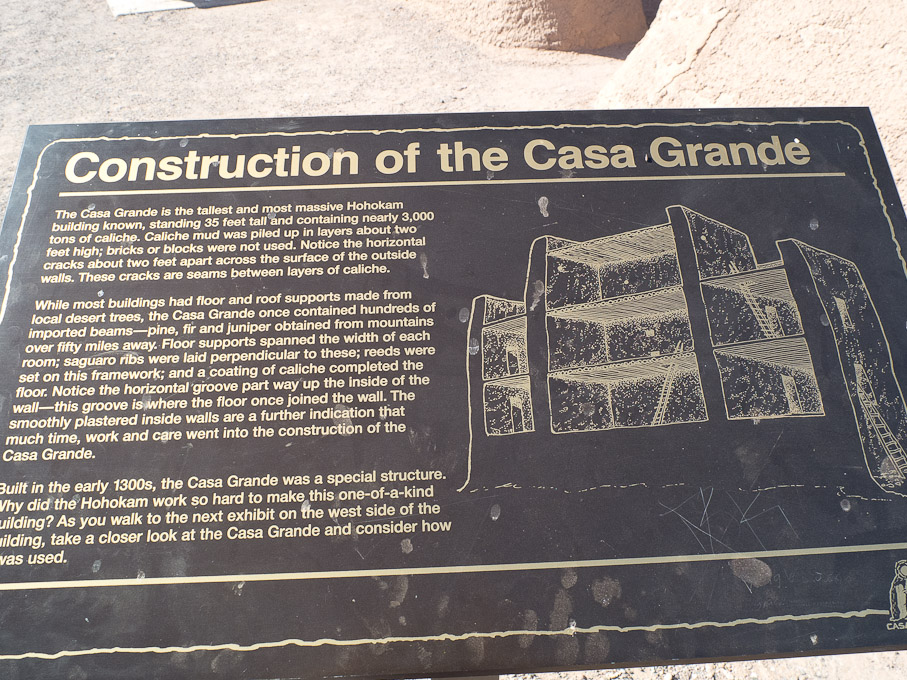 Construction of the Casa Grande
The Casa Grande is the tallest and most massive Hohokam
building known, standing 35 feet tall and containing nearly 3,000
tons of caliche. Caliche mud was piled up in layers about two
feet high; bricks or blocks were not used. Notice the horizontal
cracks about two feet apart across the surface of the outside
walls. These cracks are seams between layers of caliche.
While most buildings had floor and roof supports made from
local desert trees, the Casa Grande once contained hundreds of
imported beams—pine, fir and juniper obtained from mountains
over fifty miles away. Floor supports spanned the width of each
room; saguaro ribs were laid perpendicular to these; reeds were
set on this framework; and a coating of caliche completed the
floor. Notice the horizontal groove part way up the inside of the
wall—this groove is where the floor once joined the wall. The
smoothly plastered inside walls are a further indication that
much time, work and care went into the construction of the
Casa Grande.
Built in the early 1300s, the Casa Grande was a special structure.
Why did the Hohokam work so hard to make this one-of-a-kind
uilding? As you walk to the next exhibit on the west side of the
uilding, take a closer look at the Casa Grande and consider how
was used.
CASA